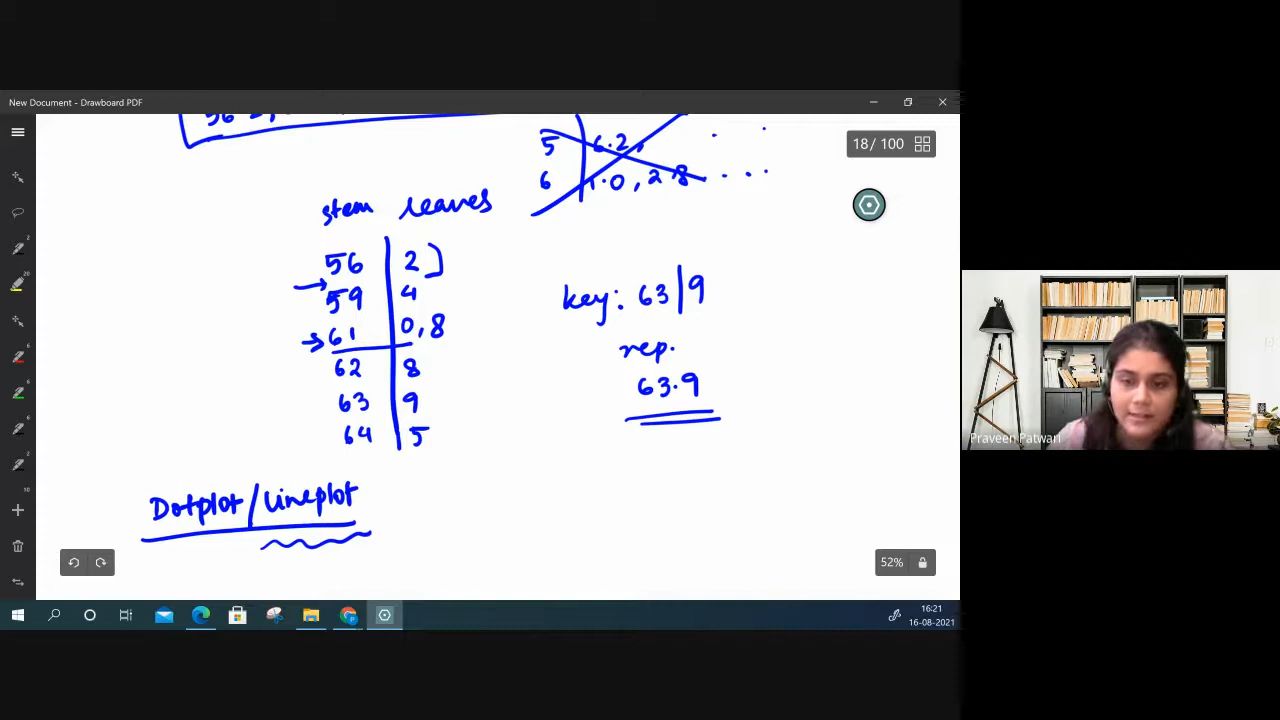 New Document - Drawboard PDF
18/ 100
5 | 6.2,
6 | 1.0, 2.8 ...
stem leaves
56 | 2
59 | 4
61 | 0,8
62 | 8
63 | 9
64 | 5
key: 63|9
rep.
63.9
Dotplot/Lineplot
52%
Praveen Patwari
16:21
16-08-2021